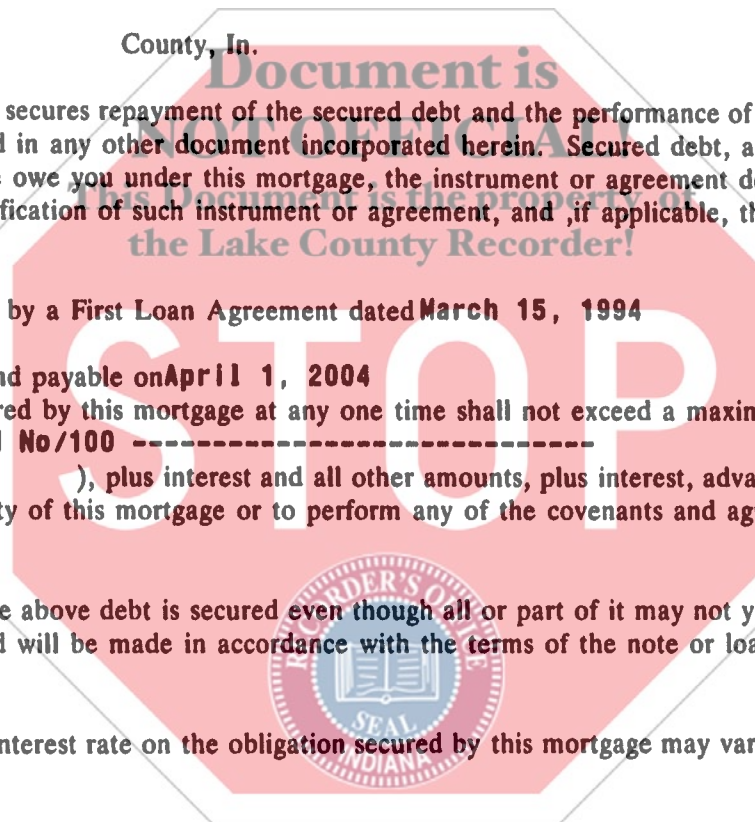 County, In.
Document is
secures repayment of the secured debt and the performance of
NOT OFFICIAL!
in any other document incorporated herein. Secured debt, a
owe you under this mortgage, the instrument or agreement
This Document is the property of
fication of such instrument or agreement, and ,if applicable,
the Lake County Recorder!
by a First Loan Agreement dated March 15, 1994
STOP
payable on April 1, 2004
red by this mortgage at any one time shall not exceed a
No/100 -----------------------------
), plus interest and all other amounts, plus interest,
ty of this mortgage or to perform any of the covenants and
RECORDER'S OFFICE
above debt is secured even though all or part of it may not
will be made in accordance with the terms of the note or
SEAL
INDIANA
nterest rate on the obligation secured by this mortgage may